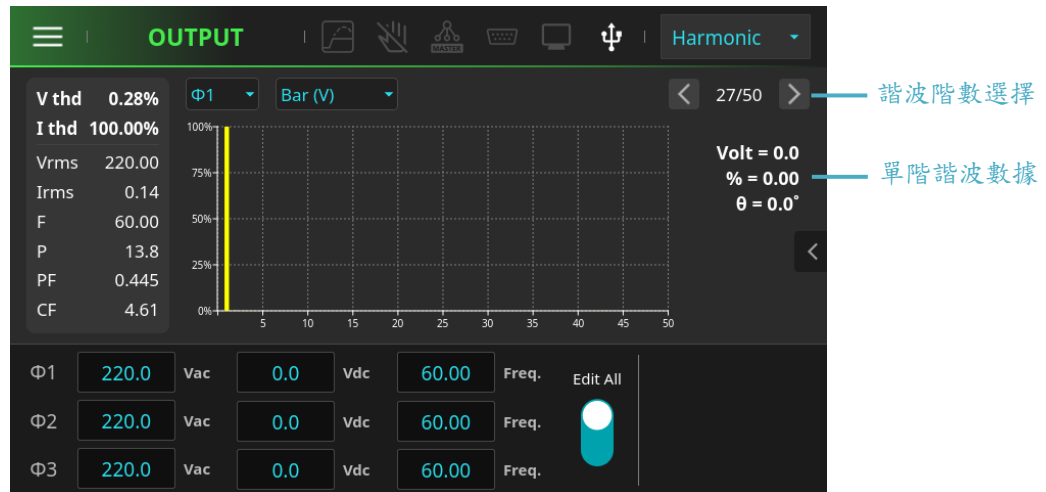 OUTPUT
MASTER
Harmonic
V thd 0.28%
I thd 100.00%
Vrms 220.00
Irms 0.14
F 60.00
P 13.8
PF 0.445
CF 4.61
Φ1
Bar (V)
27/50
諧波階數選擇
100%
75%
50%
25%
0%
5 10 15 20 25 30 35 40 45 50
Volt = 0.0
% = 0.00
θ = 0.0°
單階諧波數據
Φ1 220.0 Vac 0.0 Vdc 60.00 Freq.
Edit All
Φ2 220.0 Vac 0.0 Vdc 60.00 Freq.
Φ3 220.0 Vac 0.0 Vdc 60.00 Freq.